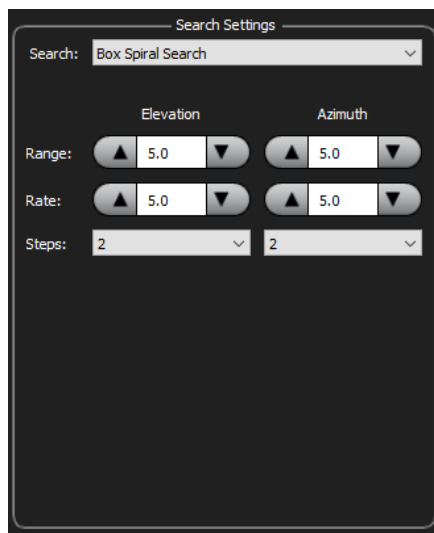 Search Settings
Search: Box Spiral Search
Elevation Azimuth
Range: 5.0 5.0
Rate: 5.0 5.0
Steps: 2 2